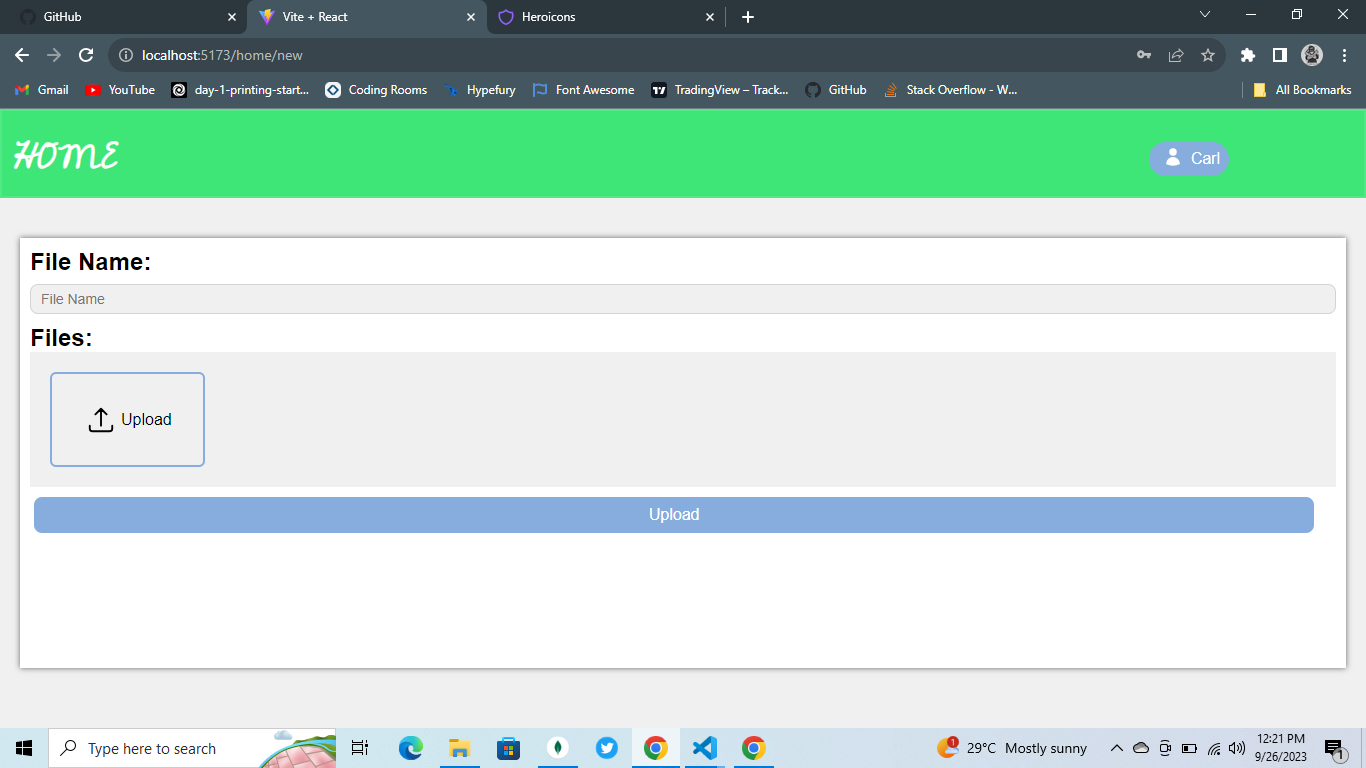 GitHub
Vite + React
Heroicons
localhost:5173/home/new
Gmail
YouTube
day-1-printing-start...
Coding Rooms
Hypefury
Font Awesome
TradingView – Track...
GitHub
Stack Overflow - W...
All Bookmarks
HOME
Carl
File Name:
File Name
Files:
Upload
Upload
Type here to search
1
29°C Mostly sunny
12:21 PM
9/26/2023
1